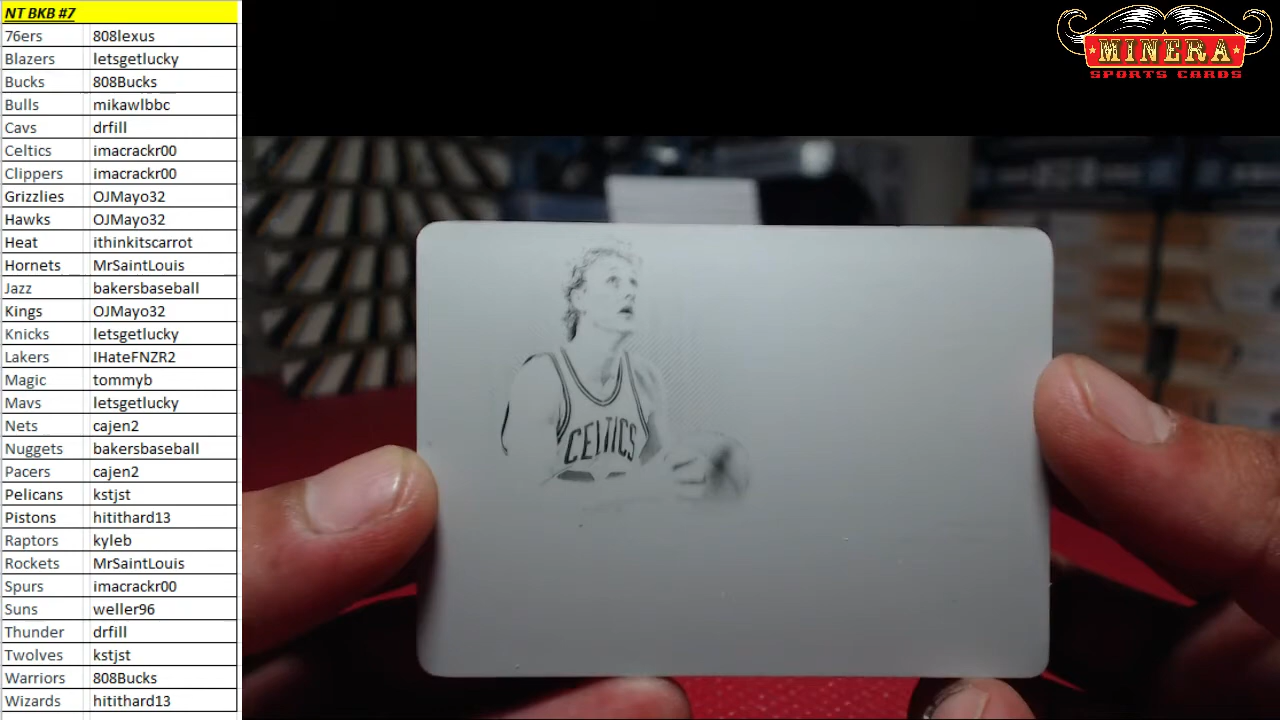 NT BKB #7
76ers 808lexus
Blazers letsgetlucky
Bucks 808Bucks
Bulls mikawlbbc
Cavs drfill
Celtics imacrackr00
Clippers imacrackr00
Grizzlies OJMayo32
Hawks OJMayo32
Heat ithinkitscarrot
Hornets MrSaintLouis
Jazz bakersbaseball
Kings OJMayo32
Knicks letsgetlucky
Lakers IHateFNZR2
Magic tommyb
Mavs letsgetlucky
Nets cajen2
Nuggets bakersbaseball
Pacers cajen2
Pelicans kstjst
Pistons hitithard13
Raptors kyleb
Rockets MrSaintLouis
Spurs imacrackr00
Suns weller96
Thunder drfill
Twolves kstjst
Warriors 808Bucks
Wizards hitithard13
MINERA
SPORTS CARDS
CELTICS